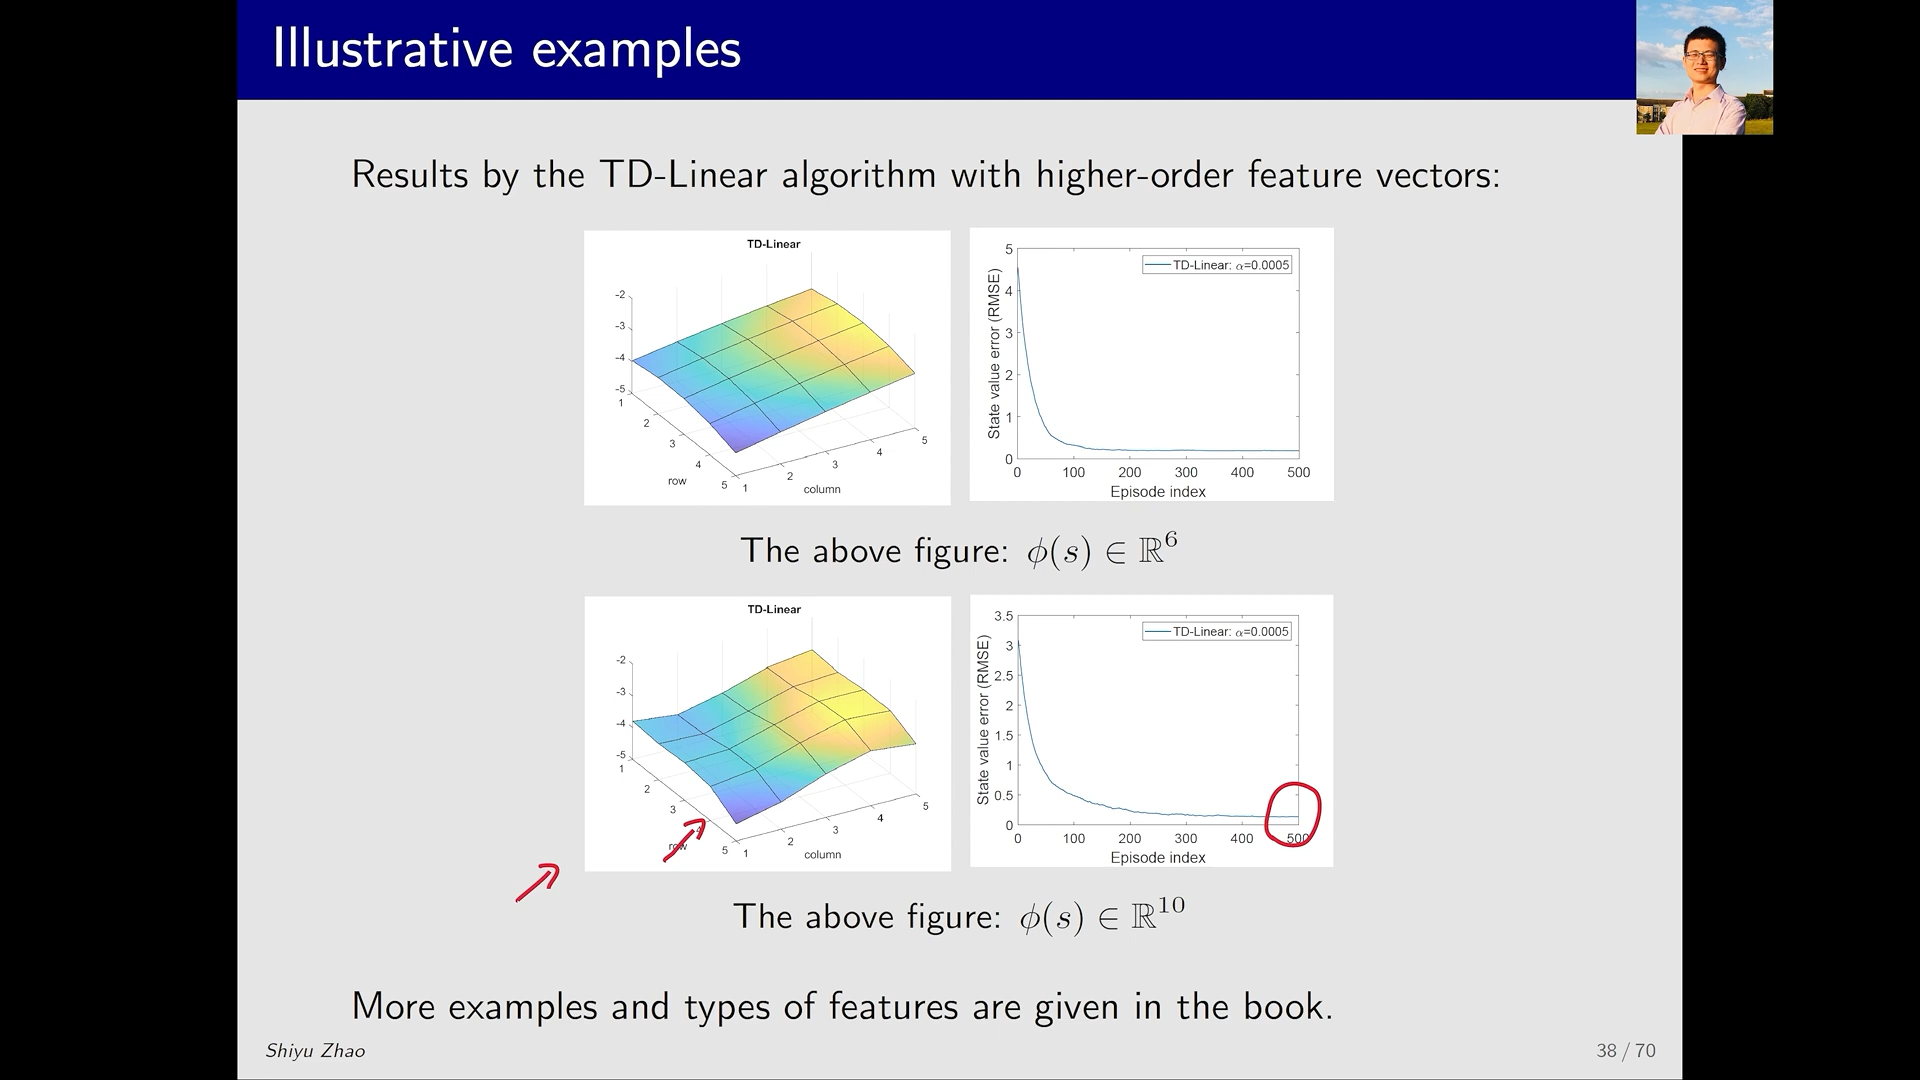 Illustrative examples
Results by the TD-Linear algorithm with higher-order feature vectors:
TD-Linear
-2
-3
-4
-5
1
2
3
4
5
row
1
2
3
4
5
column
5
4
3
2
1
0
State value error (RMSE)
TD-Linear: α=0.0005
0 100 200 300 400 500
Episode index
The above figure: ϕ(s) ∈ ℝ⁶
TD-Linear
-2
-3
-4
-5
1
2
3
4
5
row
1
2
3
4
5
column
3.5
3
2.5
2
1.5
1
0.5
0
State value error (RMSE)
TD-Linear: α=0.0005
0 100 200 300 400 500
Episode index
The above figure: ϕ(s) ∈ ℝ¹⁰
More examples and types of features are given in the book.
Shiyu Zhao
38 / 70